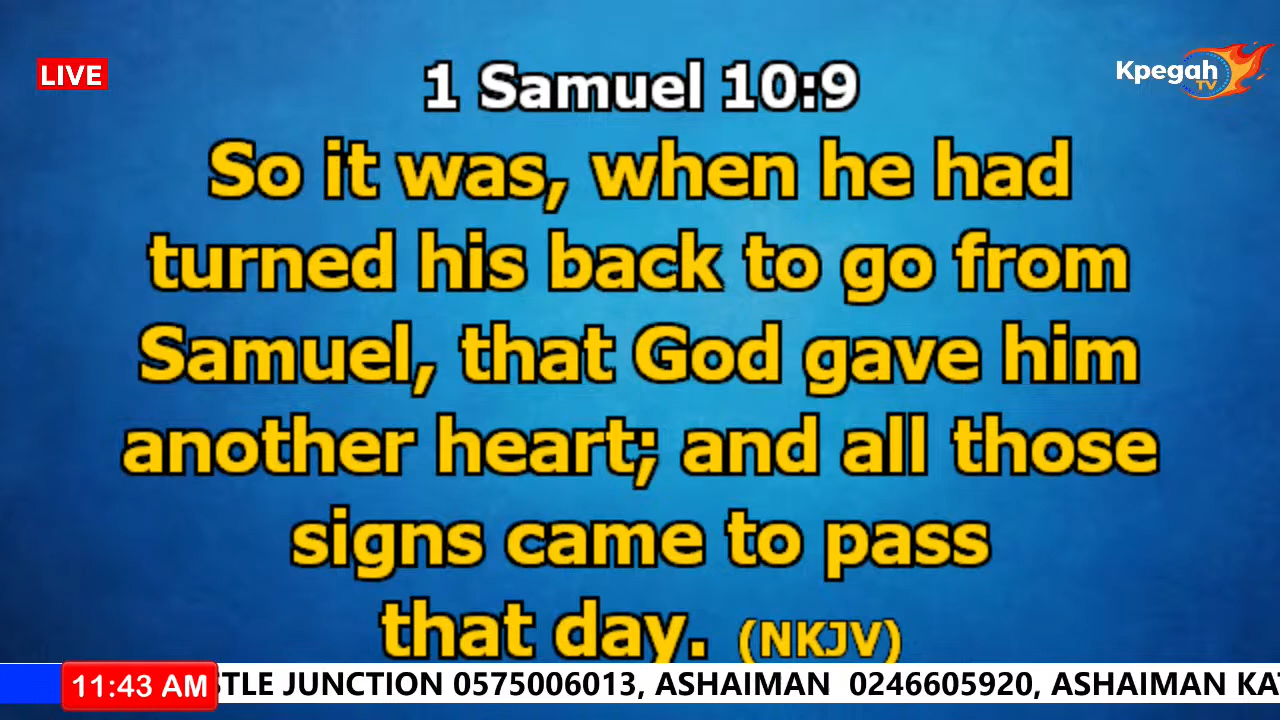 LIVE
Kpegah
TV
1 Samuel 10:9
So it was, when he had
turned his back to go from
Samuel, that God gave him
another heart; and all those
signs came to pass
that day. (NKJV)
11:43 AM
JUNCTION 0575006013, ASHAIMAN 0246605920, ASHAIMAN